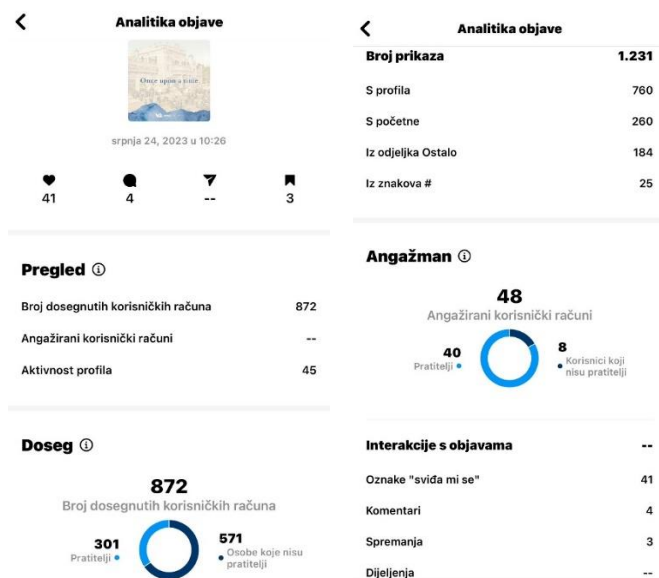 Analitika objave
Once upon a time
srpnja 24, 2023 u 10:26
41 4 -- 3
Pregled
Broj dosegnutih korisničkih računa 872
Angažirani korisnički računi --
Aktivnost profila 45
Doseg
872
Broj dosegnutih korisničkih računa
301
Pratitelji
571
Osobe koje nisu
pratitelji
Analitika objave
Broj prikaza 1.231
S profila 760
S početne 260
Iz odjeljka Ostalo 184
Iz znakova # 25
Angažman
48
Angažirani korisnički računi
40
Pratitelji
8
Korisnici koji
nisu pratitelji
Interakcije s objavama --
Oznake "sviđa mi se" 41
Komentari 4
Spremanja 3
Dijeljenja --